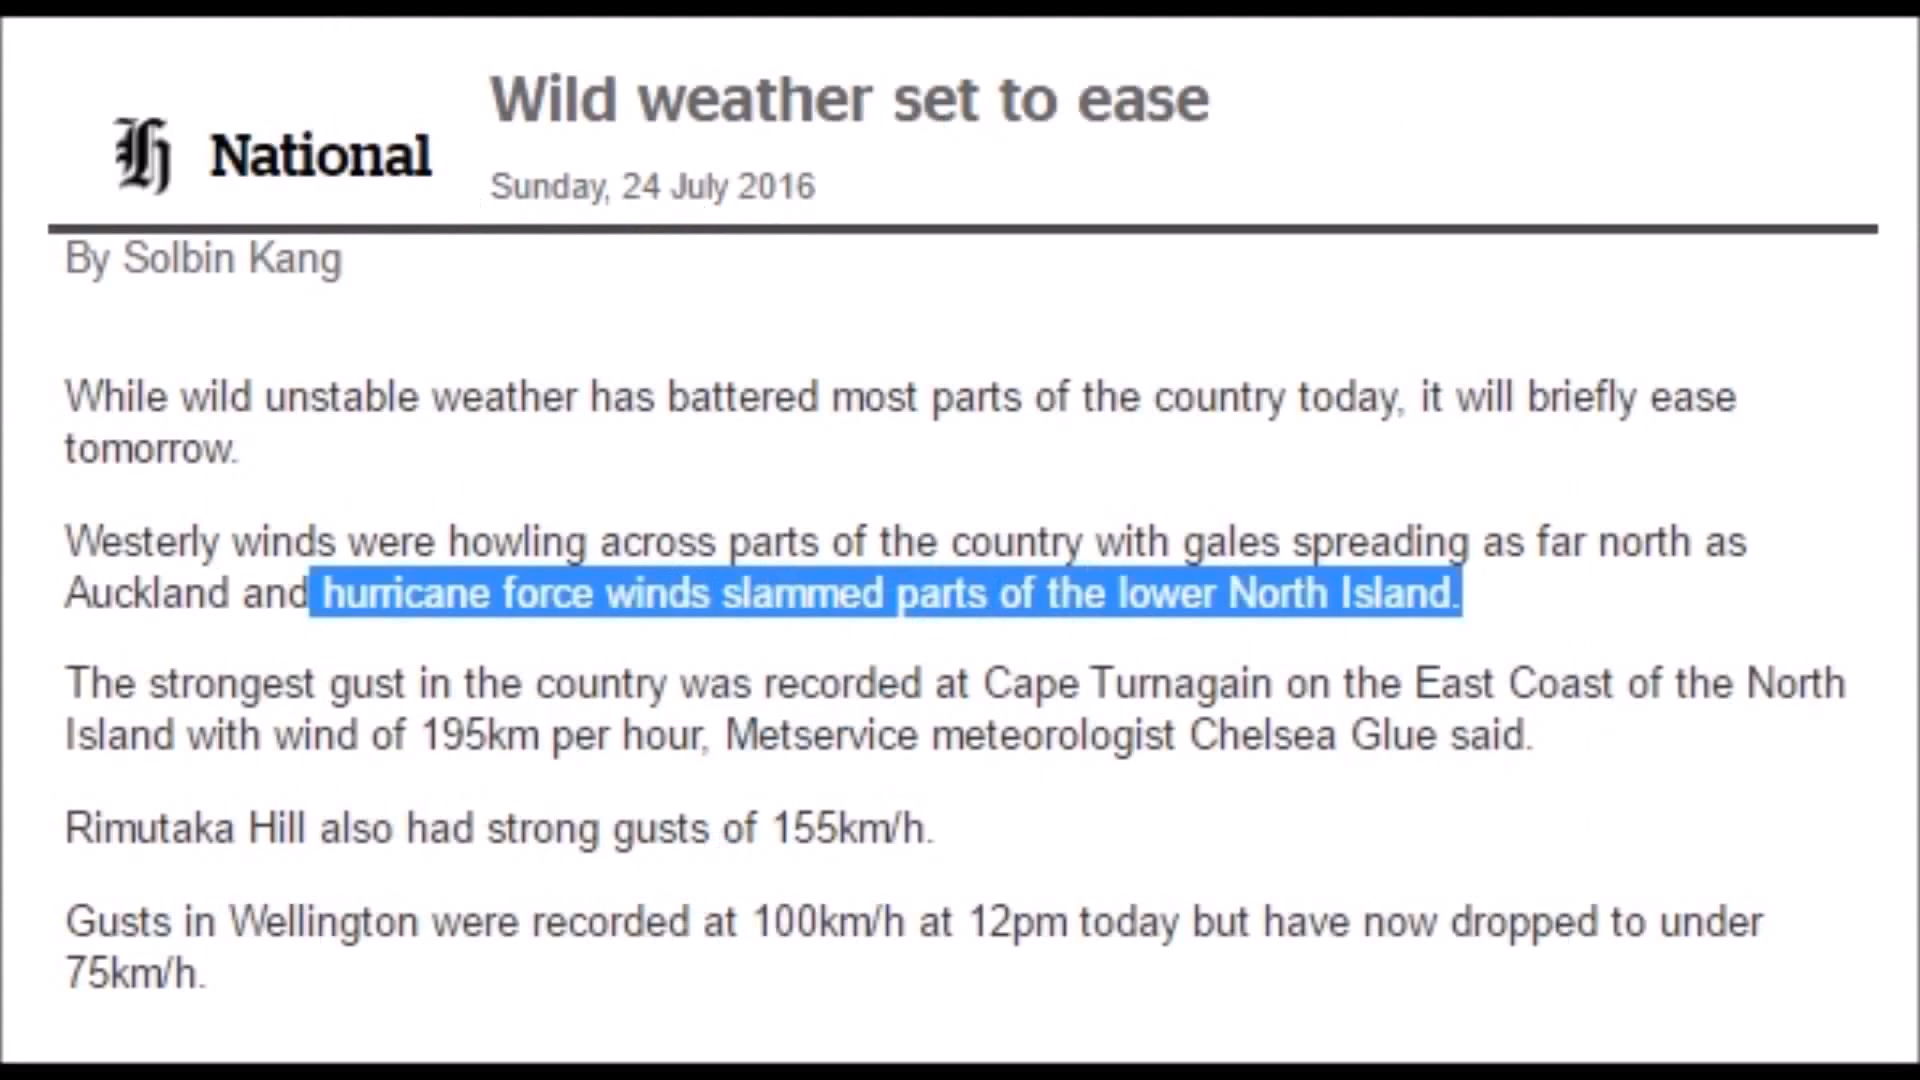 Wild weather set to ease
National
Sunday, 24 July 2016
By Solbin Kang
While wild unstable weather has battered most parts of the country today, it will briefly ease
tomorrow.
Westerly winds were howling across parts of the country with gales spreading as far north as
Auckland and hurricane force winds slammed parts of the lower North Island.
The strongest gust in the country was recorded at Cape Turnagain on the East Coast of the North
Island with wind of 195km per hour, Metservice meteorologist Chelsea Glue said.
Rimutaka Hill also had strong gusts of 155km/h.
Gusts in Wellington were recorded at 100km/h at 12pm today but have now dropped to under
75km/h.